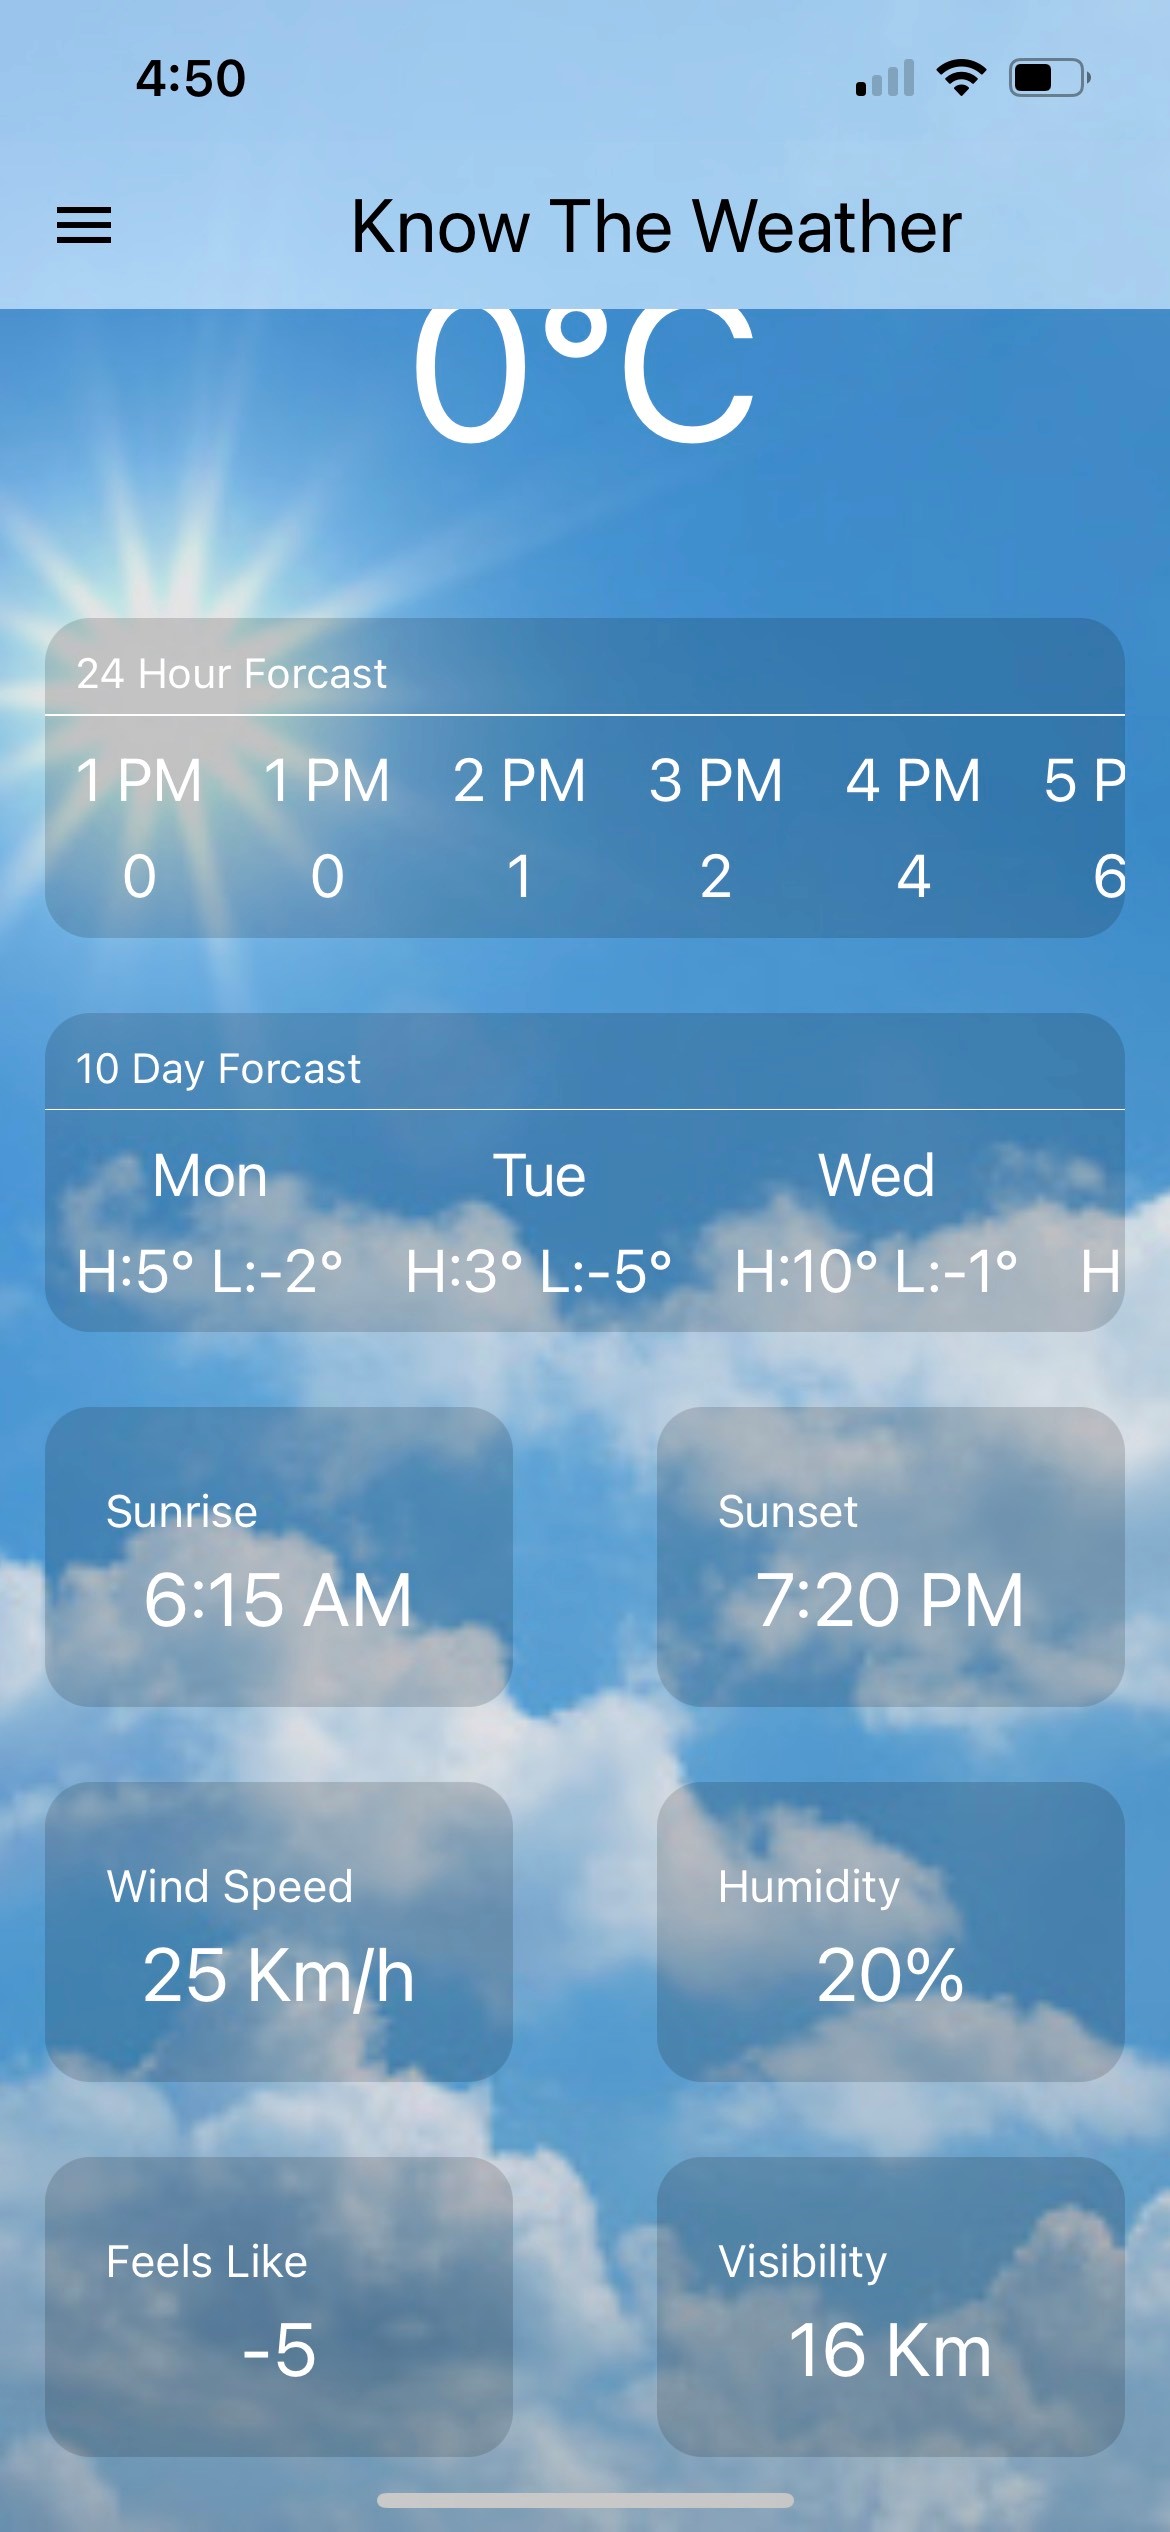 4:50
Know The Weather
0°C
24 Hour Forcast
1 PM 1 PM 2 PM 3 PM 4 PM 5 P
0 0 1 2 4 6
10 Day Forcast
Mon Tue Wed
H:5° L:-2° H:3° L:-5° H:10° L:-1° H
Sunrise Sunset
6:15 AM 7:20 PM
Wind Speed Humidity
25 Km/h 20%
Feels Like Visibility
-5 16 Km